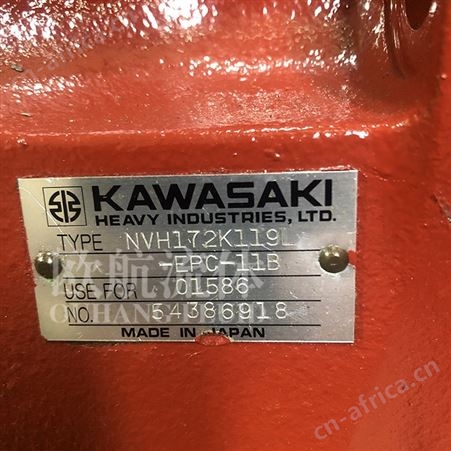 KAWASAKI
HEAVY INDUSTRIES, LTD.
TYPE NVH172K119L
-EPC-11B
USE FOR 01586
NO. 54386918
MADE IN JAPAN
cn-africa.cn